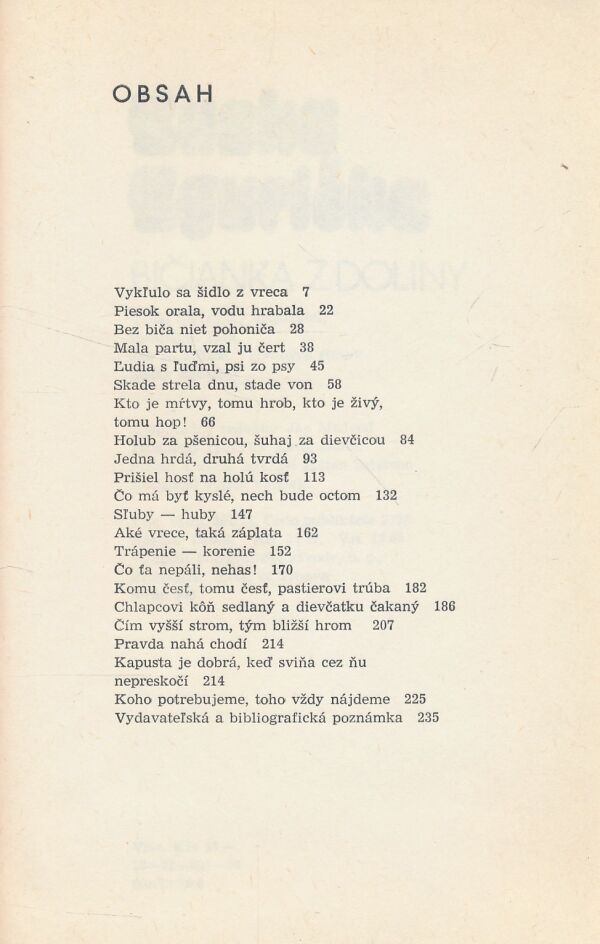 OBSAH
Vykľulo sa šidlo z vreca 7
Piesok orala, vodu hrabala 22
Bez biča niet pohoniča 28
Mala partu, vzal ju čert 38
Ľudia s ľuďmi, psi zo psy 45
Skade strela dnu, stade von 58
Kto je mŕtvy, tomu hrob, kto je živý,
tomu hop! 66
Holub za pšenicou, šuhaj za dievčicou 84
Jedna hrdá, druhá tvrdá 93
Prišiel hosť na holú kosť 113
Čo má byť kyslé, nech bude octom 132
Sľuby — huby 147
Aké vrece, taká záplata 162
Trápenie — korenie 152
Čo ťa nepáli, nehas! 170
Komu česť, tomu česť, pastierovi trúba 182
Chlapcovi kôň sedlaný a dievčatku čakaný 186
Čím vyšší strom, tým bližší hrom 207
Pravda nahá chodí 214
Kapusta je dobrá, keď sviňa cez ňu
nepreskočí 214
Koho potrebujeme, toho vždy nájdeme 225
Vydavateľská a bibliografická poznámka 235
BIČIANKA Z DOLINY